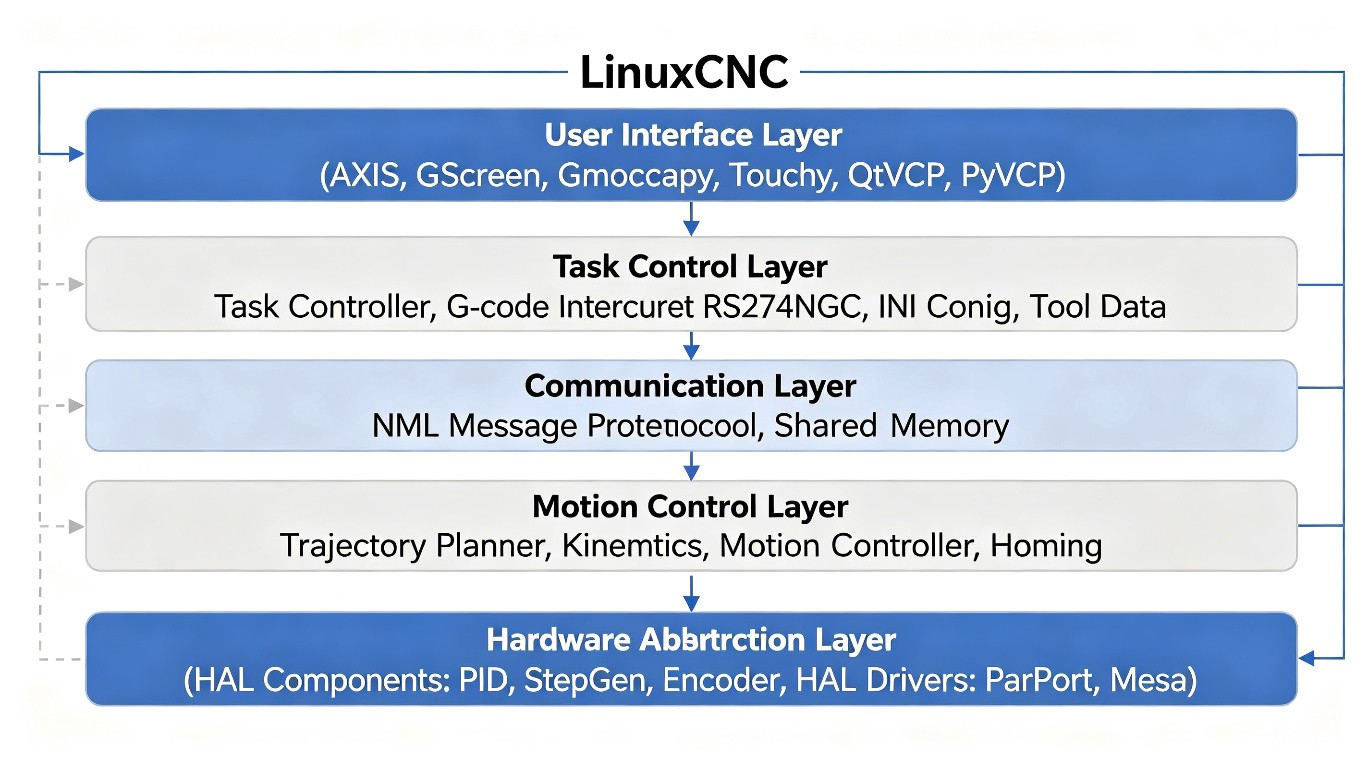 LinuxCNC
User Interface Layer
(AXIS, GScreen, Gmoccapy, Touchy, QtVCP, PyVCP)
Task Control Layer
Task Controller, G-code Intercuret RS274NGC, INI Conig, Tool Data
Communication Layer
NML Message Shared Memory
Motion Control Layer
Trajectory Planner, Kinemtics, Motion Controller, Homing
Hardware Layer
(HAL Components: PID, StepGen, Encoder, HAL Drivers: ParPort, Mesa)